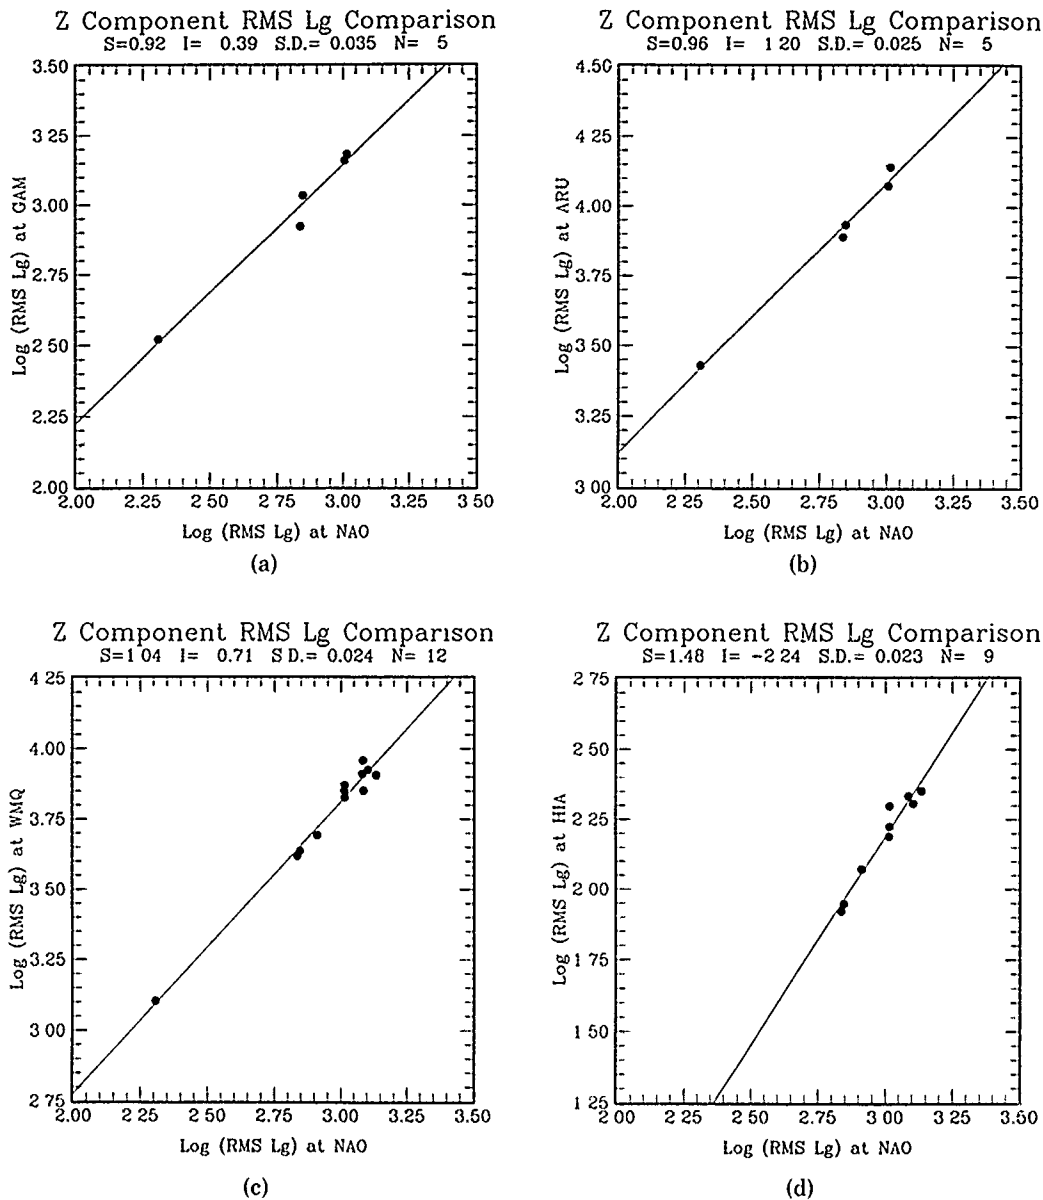 Z Component RMS Lg Comparison
S=0.92 I= 0.39 S.D.= 0.035 N= 5
3.50
3 25
3.00
2.75
2 50
2.25
2.00
Log (RMS Lg) at GAM
2.00 2.25 2 50 2 75 3.00 3.25 3 50
Log (RMS Lg) at NAO
(a)
Z Component RMS Lg Comparison
S=0.96 I= 1 20 S.D.= 0.025 N= 5
4.50
4 25
4.00
3.75
3 50
3.25
3 00
Log (RMS Lg) at ARU
2.00 2.25 2.50 2.75 3.00 3.25 3.50
Log (RMS Lg) at NAO
(b)
Z Component RMS Lg Comparison
S=1 04 I= 0.71 S D.= 0.024 N= 12
4 25
4.00
3.75
3.50
3.25
3 00
2 75
Log (RMS Lg) at WMQ
2.00 2.25 2 50 2.75 3.00 3.25 3.50
Log (RMS Lg) at NAO
(c)
Z Component RMS Lg Comparison
S=1.48 I= -2 24 S.D.= 0.023 N= 9
2 75
2 50
2 25
2 00
1 75
1 50
1 25
Log (RMS Lg) at HIA
2 00 2 25 2 50 2.75 3 00 3 25 3.50
Log (RMS Lg) at NAO
(d)